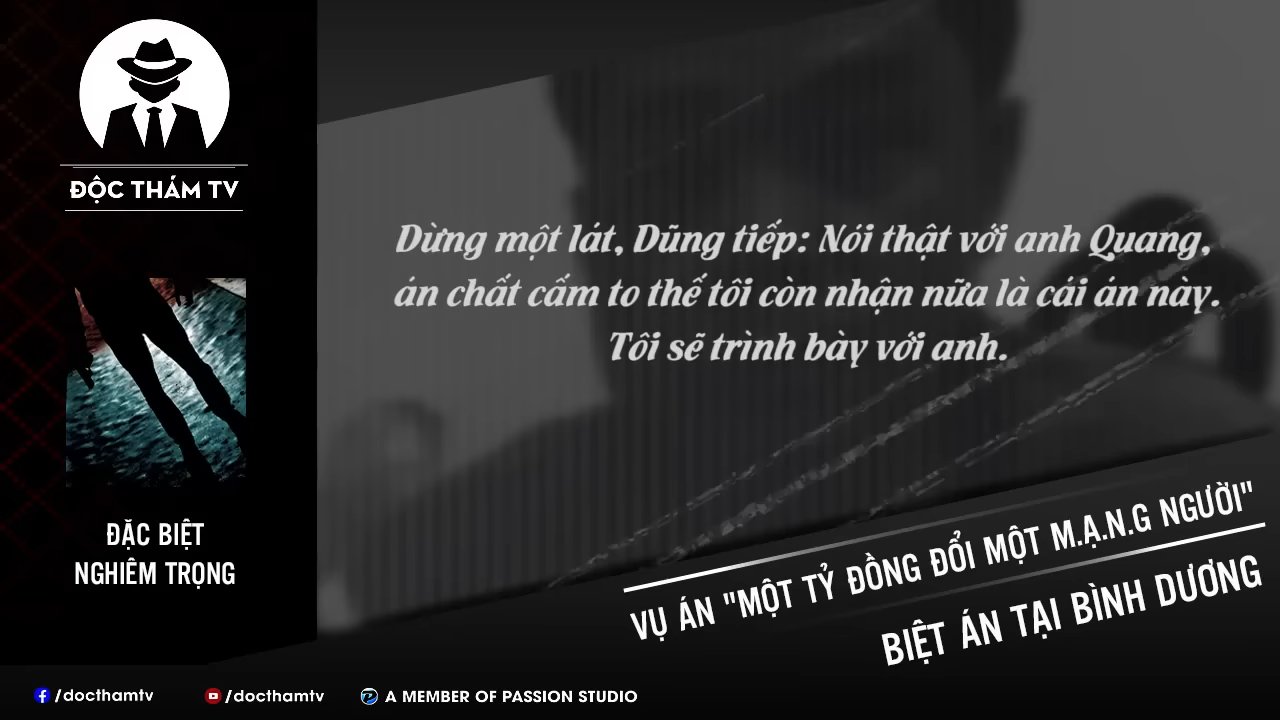 ĐỘC THÁM TV
ĐẶC BIỆT
NGHIÊM TRỌNG
Dừng một lát, Dũng tiếp: Nói thật với anh Quang,
án chất cấm to thế tôi còn nhận nữa là cái án này.
Tôi sẽ trình bày với anh.
VỤ ÁN "MỘT TỶ ĐỒNG ĐỔI MỘT M.Ạ.N.G NGƯỜI"
BIỆT ÁN TẠI BÌNH DƯƠNG
/docthamtv
/docthamtv
A MEMBER OF PASSION STUDIO